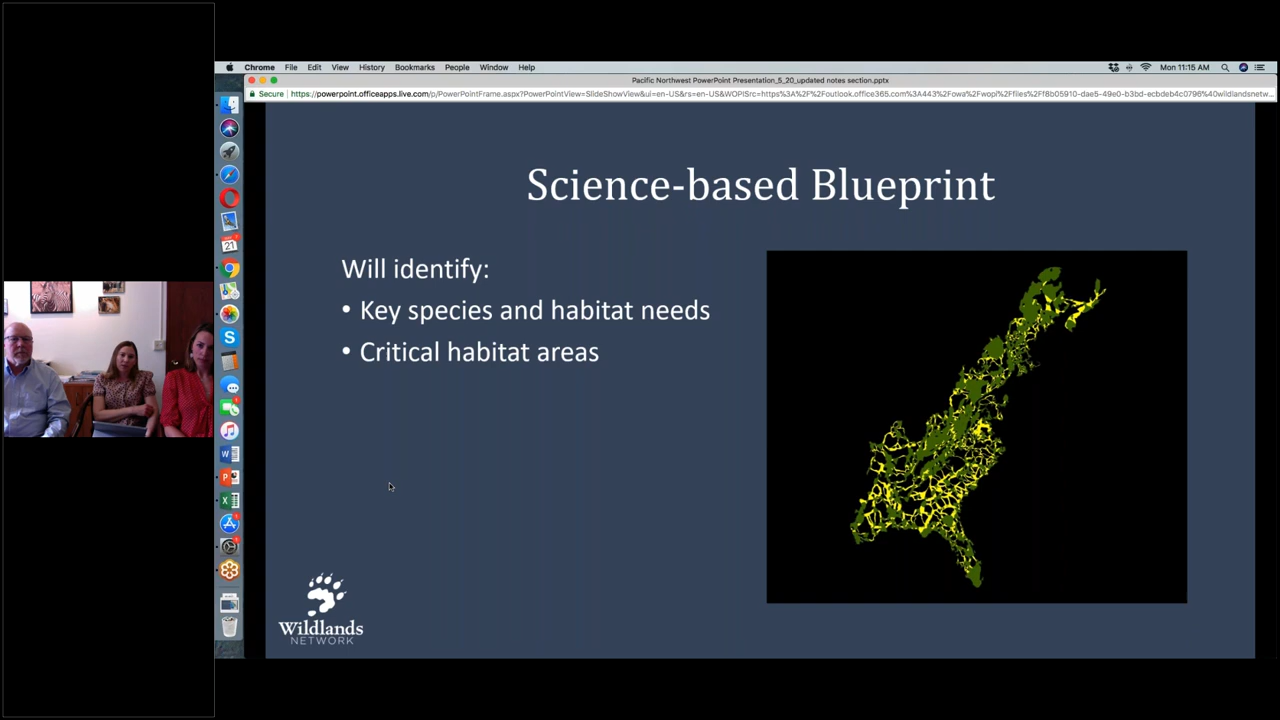 Chrome File Edit View History Bookmarks People Window Help
Mon 11:15 AM
Pacific Northwest PowerPoint Presentation_5_20_updated notes section.pptx
Secure https://powerpoint.officeapps.live.com/p/PowerPointFrame.aspx?PowerPointView=SlideShowView&ui=en-US&rs=en-US&WOPISrc=https%3A%2F%2Foutlook.office365.com%3A443%2Fowa%2Fwopi%2Ffiles%2Ff8b05910-dae5-49e0-b3bd-ecbdeb4c0796%40wildlandsnetw...
Science-based Blueprint
Will identify:
• Key species and habitat needs
• Critical habitat areas
21
Wildlands
NETWORK